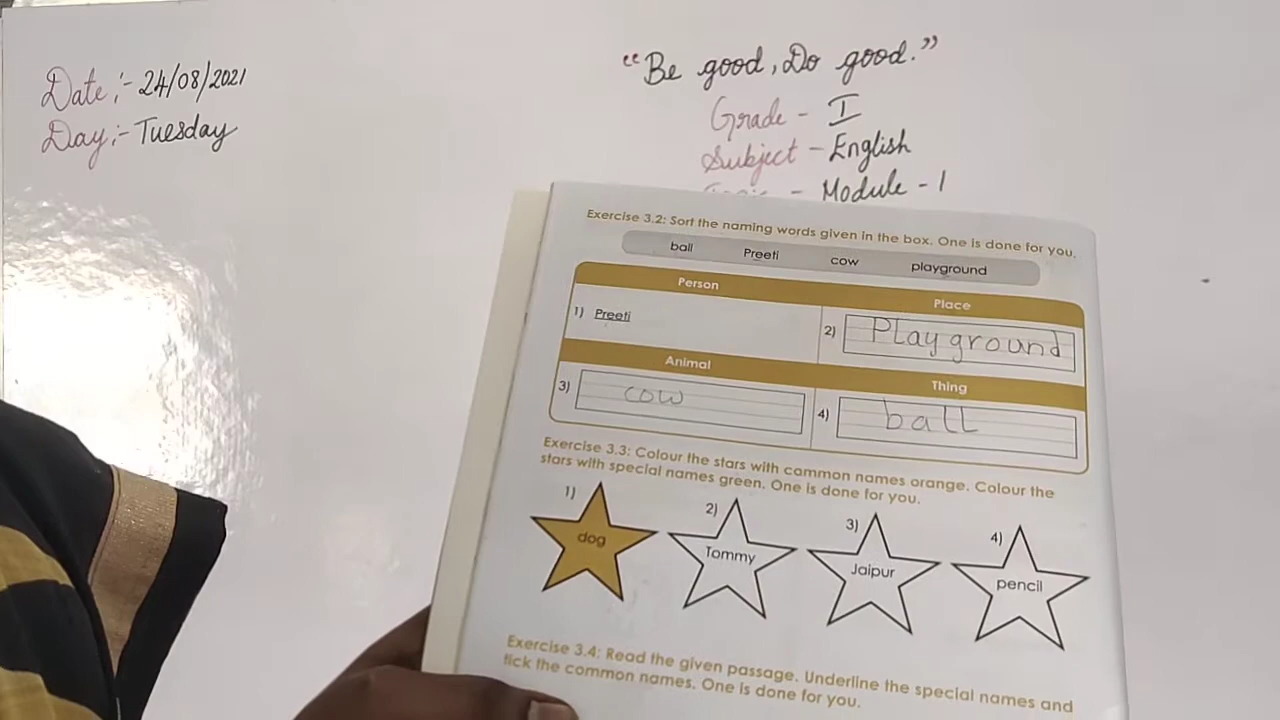 Date :- 24/08/2021
Day :- Tuesday
"Be good, Do good."
Grade - I
Subject - English
- Module - 1
Exercise 3.2: Sort the naming words given in the box. One is done for you.
ball Preeti cow playground
Person Place
1) Preeti 2) Playground
Animal Thing
3) cow 4) ball
Exercise 3.3: Colour the stars with common names orange. Colour the
stars with special names green. One is done for you.
1) dog 2) Tommy 3) Jaipur 4) pencil
Exercise 3.4: Read the given passage. Underline the special names and
tick the common names. One is done for you.